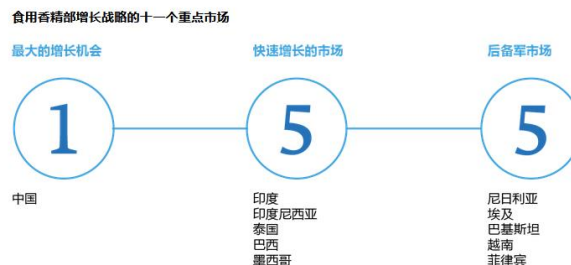 食用香精部增长战略的十一个重点市场
最大的增长机会
快速增长的市场
后备军市场
1
5
5
中国
印度
印度尼西亚
泰国
巴西
墨西哥
尼日利亚
埃及
巴基斯坦
越南
菲律宾